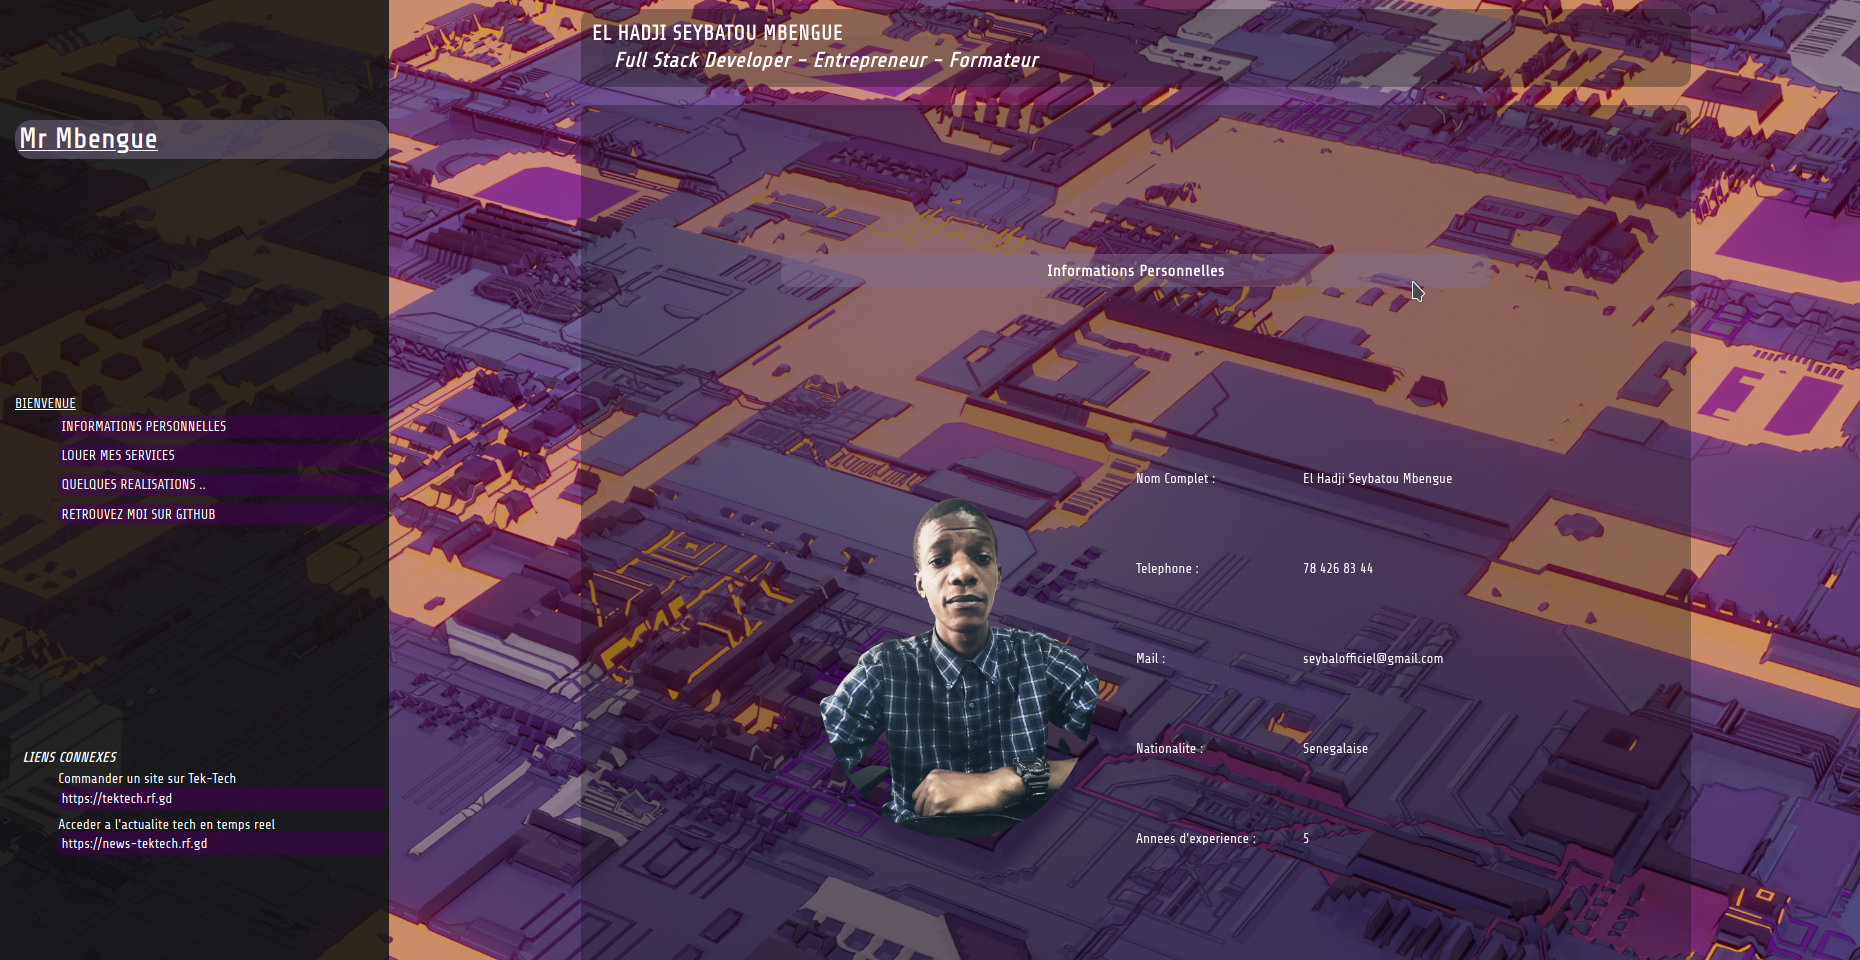 EL HADJI SEYBATOU MBENGUE
Full Stack Developer - Entrepreneur - Formateur
Mr Mbengue
BIENVENUE
INFORMATIONS PERSONNELLES
LOUER MES SERVICES
QUELQUES REALISATIONS ..
RETROUVEZ MOI SUR GITHUB
LIENS CONNEXES
Commander un site sur Tek-Tech
https://tektech.rf.gd
Acceder a l'actualite tech en temps reel
https://news-tektech.rf.gd
Informations Personnelles
Nom Complet : El Hadji Seybatou Mbengue
Telephone : 78 426 83 44
Mail : seybalofficiel@gmail.com
Nationalite : Senegalaise
Annees d'experience : 5